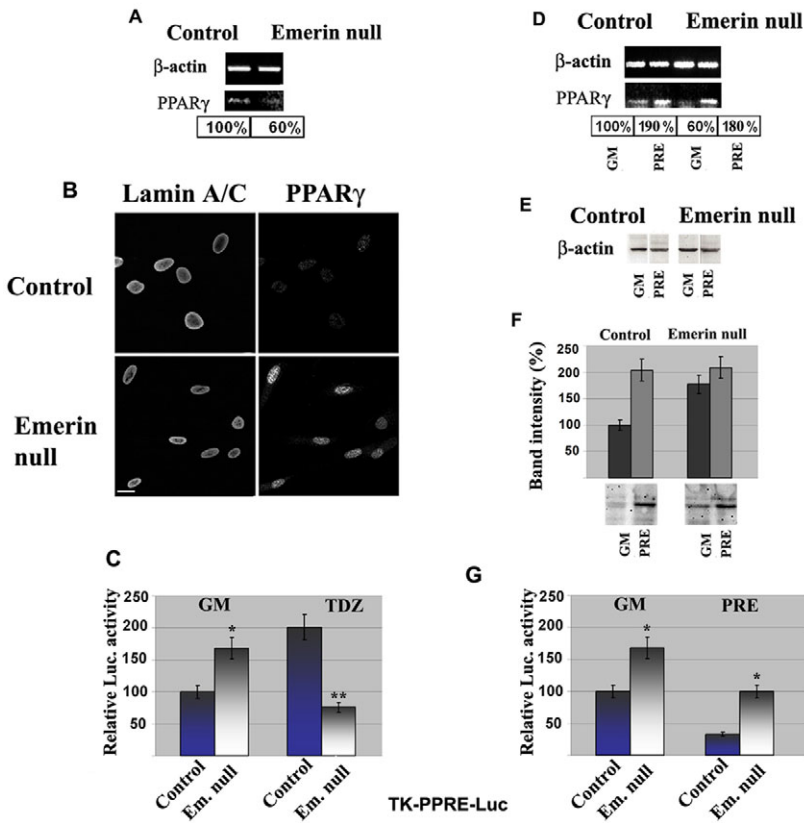 A
Control Emerin null
β-actin
PPARγ
100% 60%
B
Lamin A/C PPARγ
Control
Emerin
null
C
Relative Luc. activity
250
200
150
100
50
GM TDZ
*
**
Control Em. null Control Em. null
D
Control Emerin null
β-actin
PPARγ
100% 190% 60% 180%
GM PRE GM PRE
E
Control Emerin null
β-actin
GM PRE GM PRE
F
Control Emerin null
Band intensity (%)
250
200
150
100
50
GM PRE GM PRE
G
Relative Luc. activity
250
200
150
100
50
GM PRE
*
*
Control Em. null Control Em. null
TK-PPRE-Luc